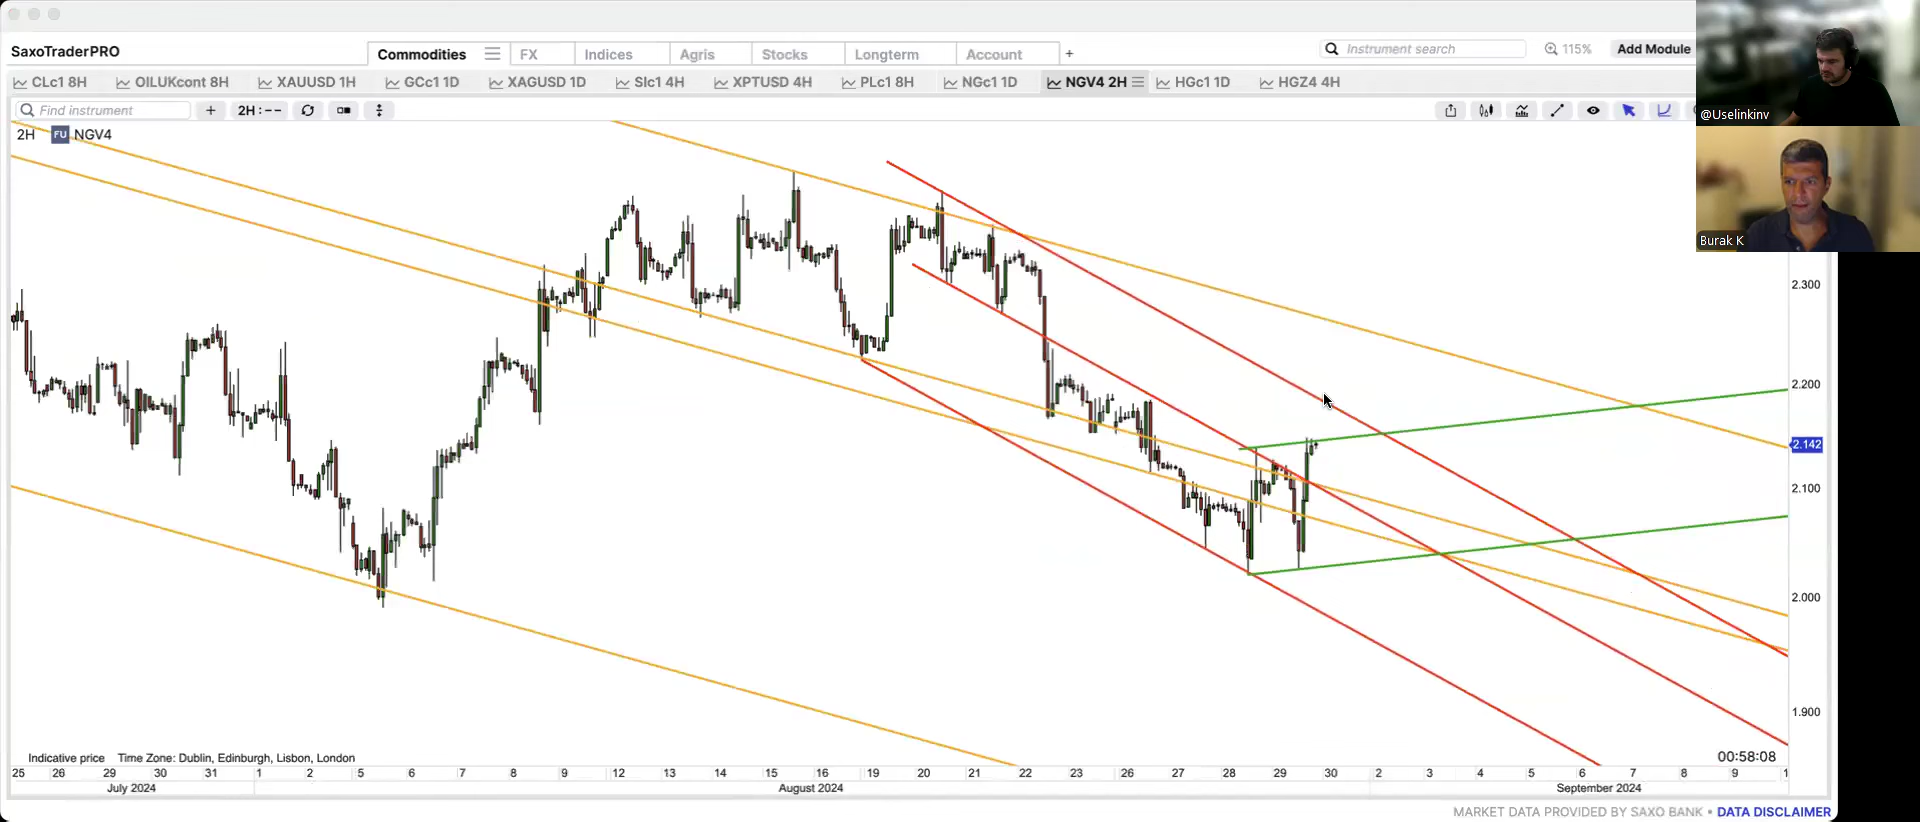 SaxoTraderPRO
Commodities FX Indices Agris Stocks Longterm Account +
Instrument search 115% Add Module
CLc1 8H OILUKcont 8H XAUUSD 1H GCc1 1D XAGUSD 1D SIc1 4H XPTUSD 4H PLc1 8H NGc1 1D NGV4 2H HGc1 1D HGZ4 4H
Find instrument + 2H : --
@Uselinkinv
2H FU NGV4
Burak K
2.300
2.200
2.142
2.100
2.000
1.900
Indicative price Time Zone: Dublin, Edinburgh, Lisbon, London 00:58:08
25 26 29 30 31 1 2 5 6 7 8 9 12 13 14 15 16 19 20 21 22 23 26 27 28 29 30 2 3 4 5 6 7 8 9 1
July 2024 August 2024 September 2024
MARKET DATA PROVIDED BY SAXO BANK • DATA DISCLAIMER